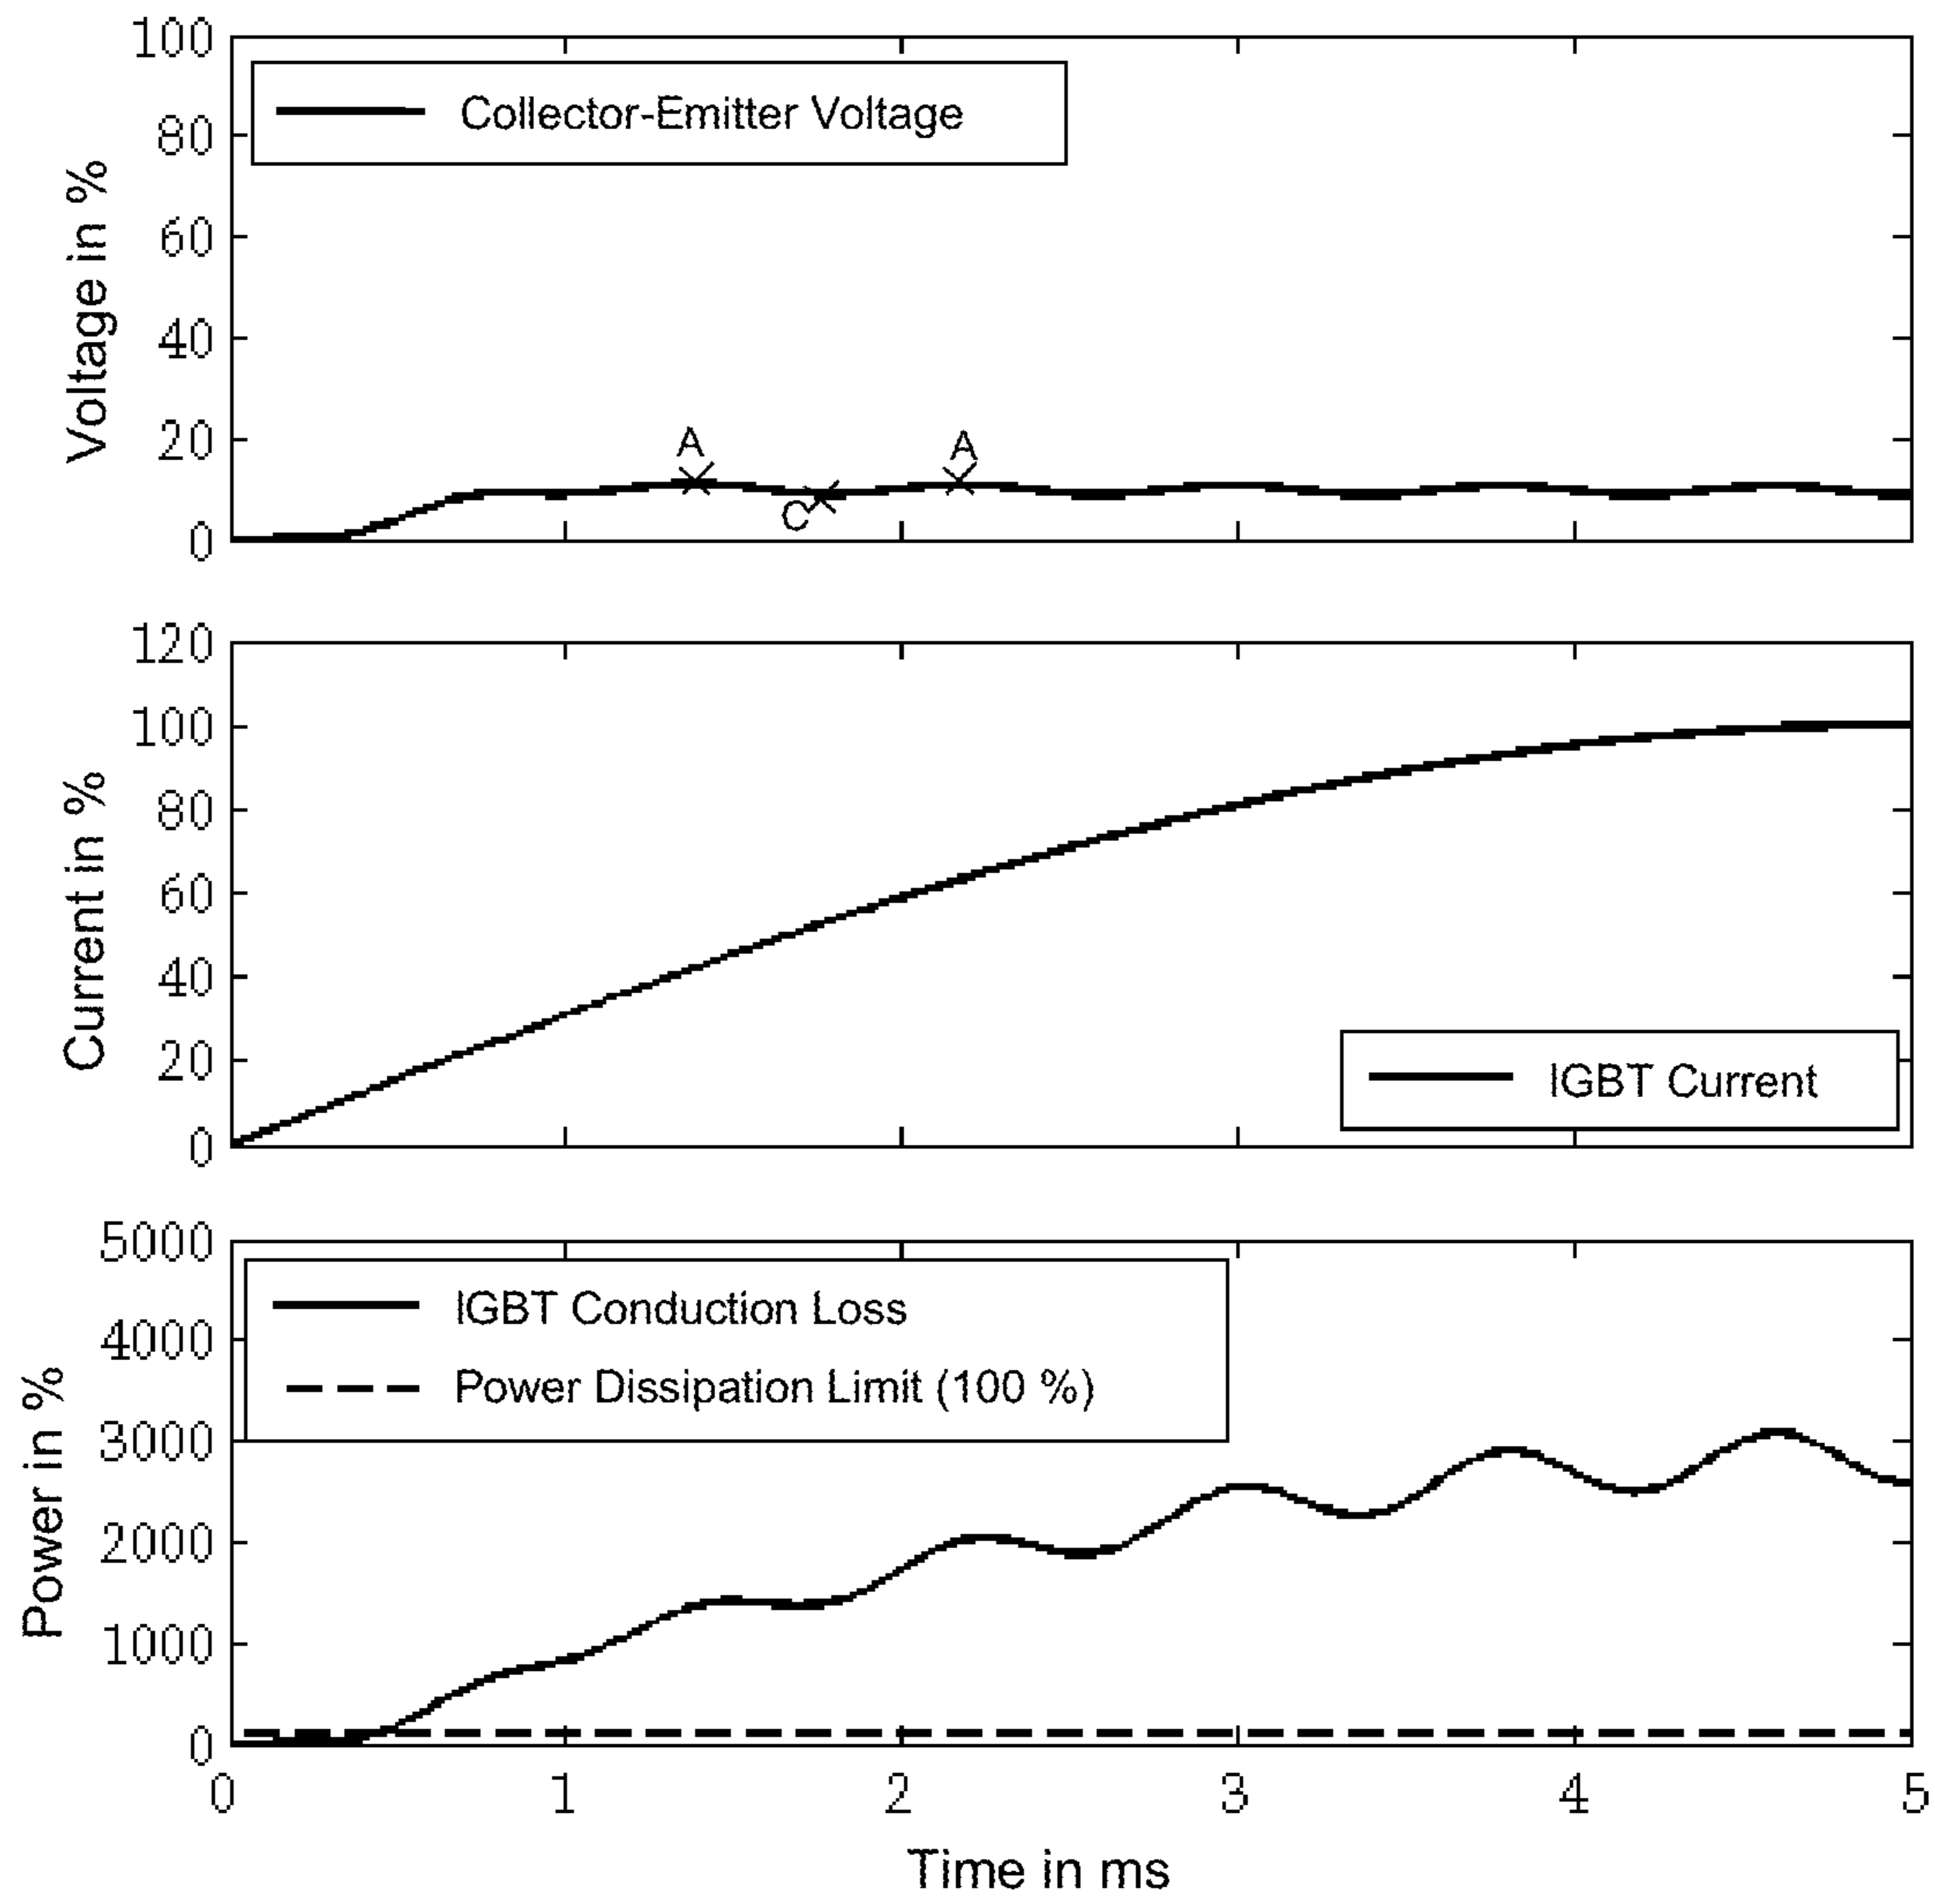 100
80
60
40
20
0
Voltage in %
Collector-Emitter Voltage
A
A
C
120
100
80
60
40
20
0
Current in %
IGBT Current
5000
4000
3000
2000
1000
0
Power in %
IGBT Conduction Loss
Power Dissipation Limit (100 %)
0 1 2 3 4 5
Time in ms